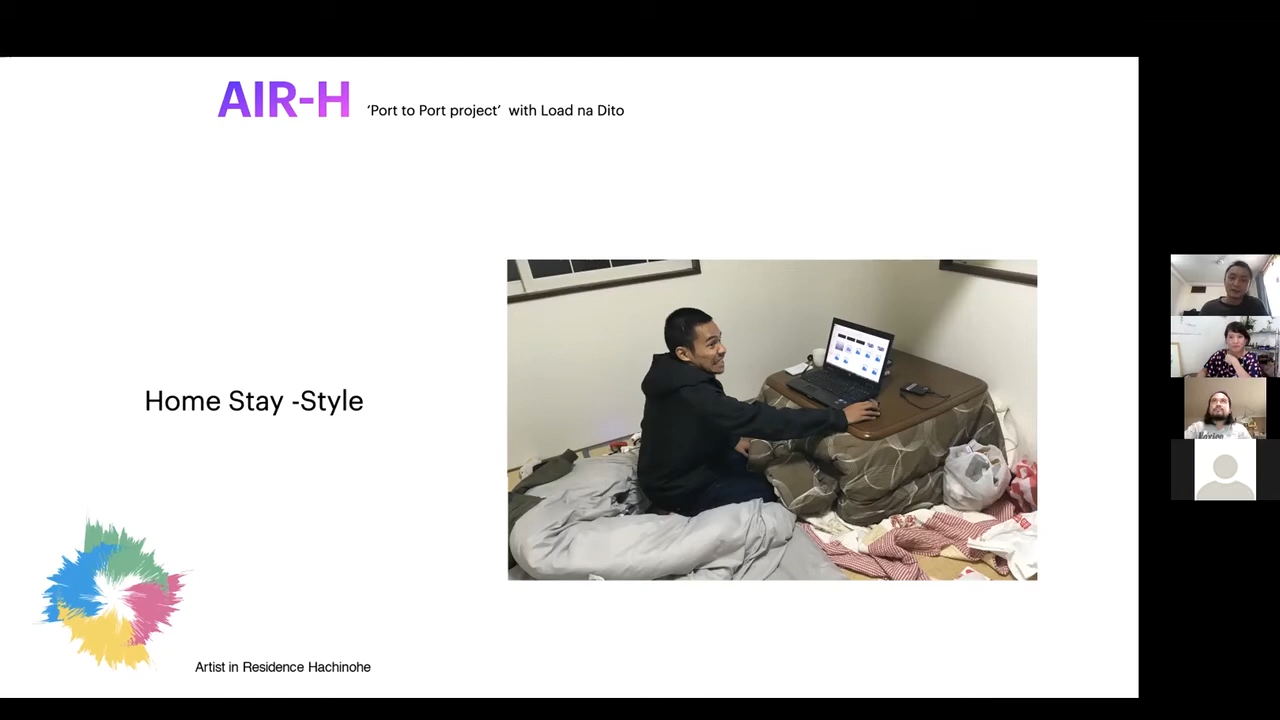 AIR-H ‘Port to Port project’ with Load na Dito
Home Stay -Style
Artist in Residence Hachinohe